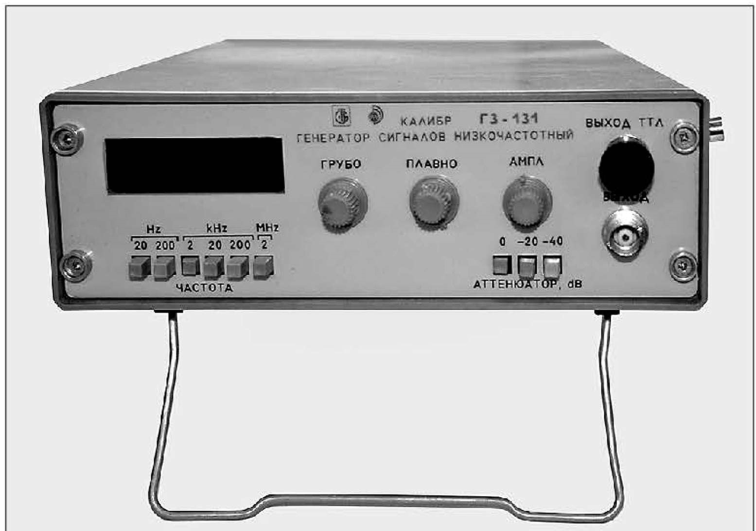 КАЛИБР Г3-131
ГЕНЕРАТОР СИГНАЛОВ НИЗКОЧАСТОТНЫЙ
ВЫХОД ТТЛ
ГРУБО ПЛАВНО АМПЛ
ВЫХОД
Hz kHz MHz
20 200 2 20 200 2
ЧАСТОТА
0 -20 -40
АТТЕНЮАТОР, dB